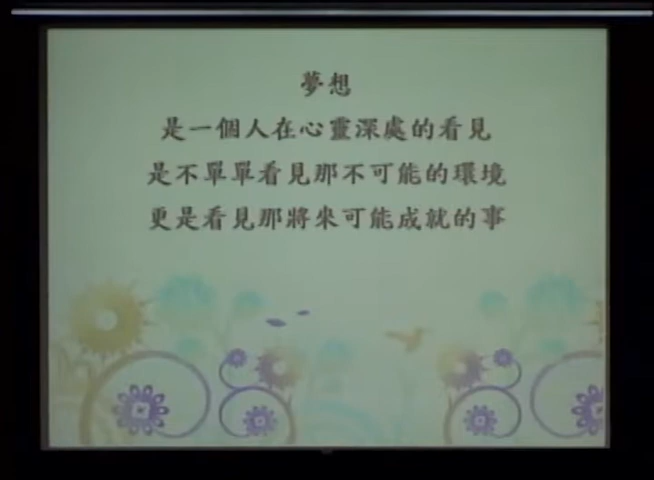 夢想
是一個人在心靈深處的看見
是不單單看見那不可能的環境
更是看見那將來可能成就的事